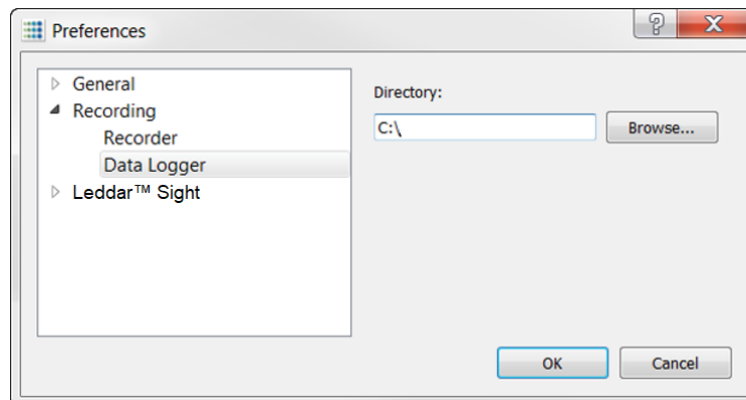 Preferences
General
Recording
Recorder
Data Logger
Leddar™ Sight
Directory:
C:\
Browse...
OK
Cancel